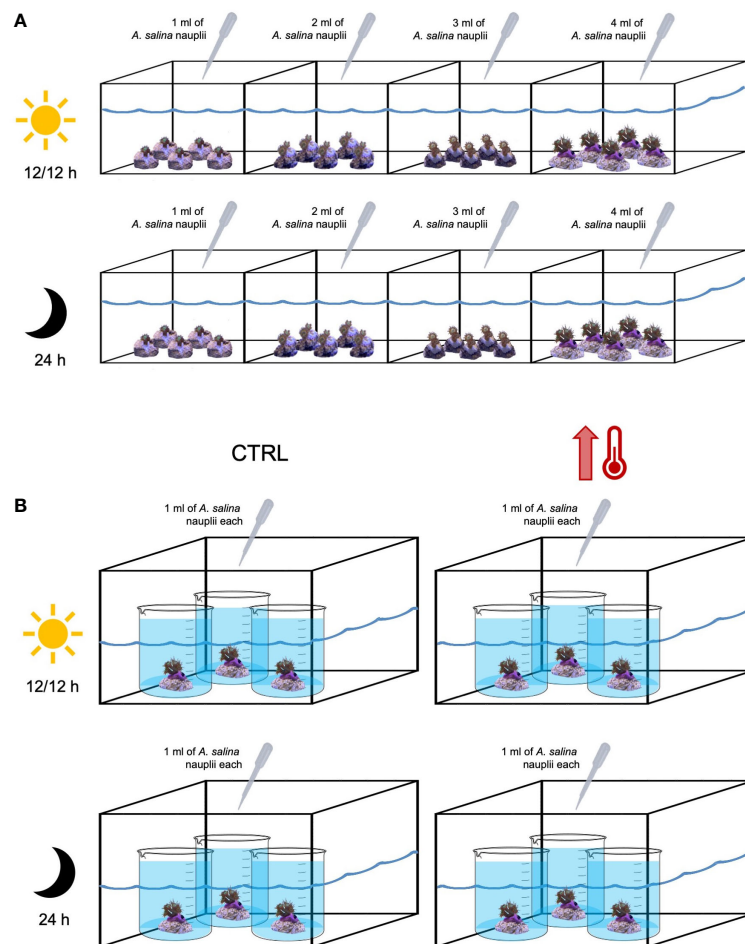 A
1 ml of
A. salina nauplii
2 ml of
A. salina nauplii
3 ml of
A. salina nauplii
4 ml of
A. salina nauplii
12/12 h
1 ml of
A. salina nauplii
2 ml of
A. salina nauplii
3 ml of
A. salina nauplii
4 ml of
A. salina nauplii
24 h
CTRL
B
1 ml of A. salina
nauplii each
1 ml of A. salina
nauplii each
12/12 h
1 ml of A. salina
nauplii each
1 ml of A. salina
nauplii each
24 h